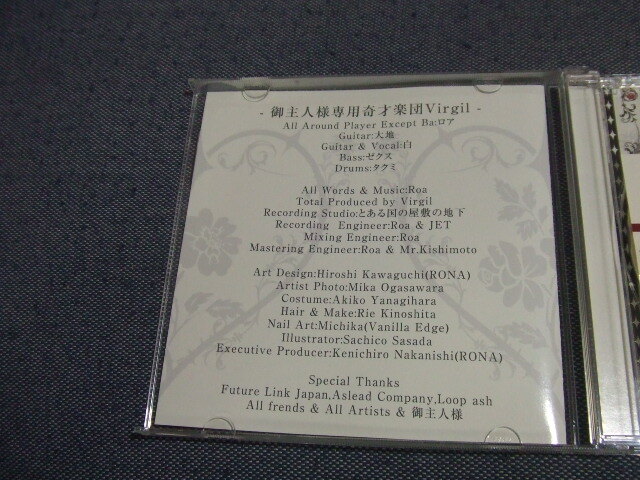 - 御主人様専用奇才楽団Virgil -
All Around Player Except Ba:ロア
Guitar:大地
Guitar & Vocal:白
Bass:ゼクス
Drums:タクミ
All Words & Music:Roa
Total Produced by Virgil
Recording Studio:とある国の屋敷の地下
Recording Engineer:Roa & JET
Mixing Engineer:Roa
Mastering Engineer:Roa & Mr.Kishimoto
Art Design:Hiroshi Kawaguchi(RONA)
Artist Photo:Mika Ogasawara
Costume:Akiko Yanagihara
Hair & Make:Rie Kinoshita
Nail Art:Michika(Vanilla Edge)
Illustrator:Sachico Sasada
Executive Producer:Kenichiro Nakanishi(RONA)
Special Thanks
Future Link Japan,Aslead Company,Loop ash
All frends & All Artists & 御主人様